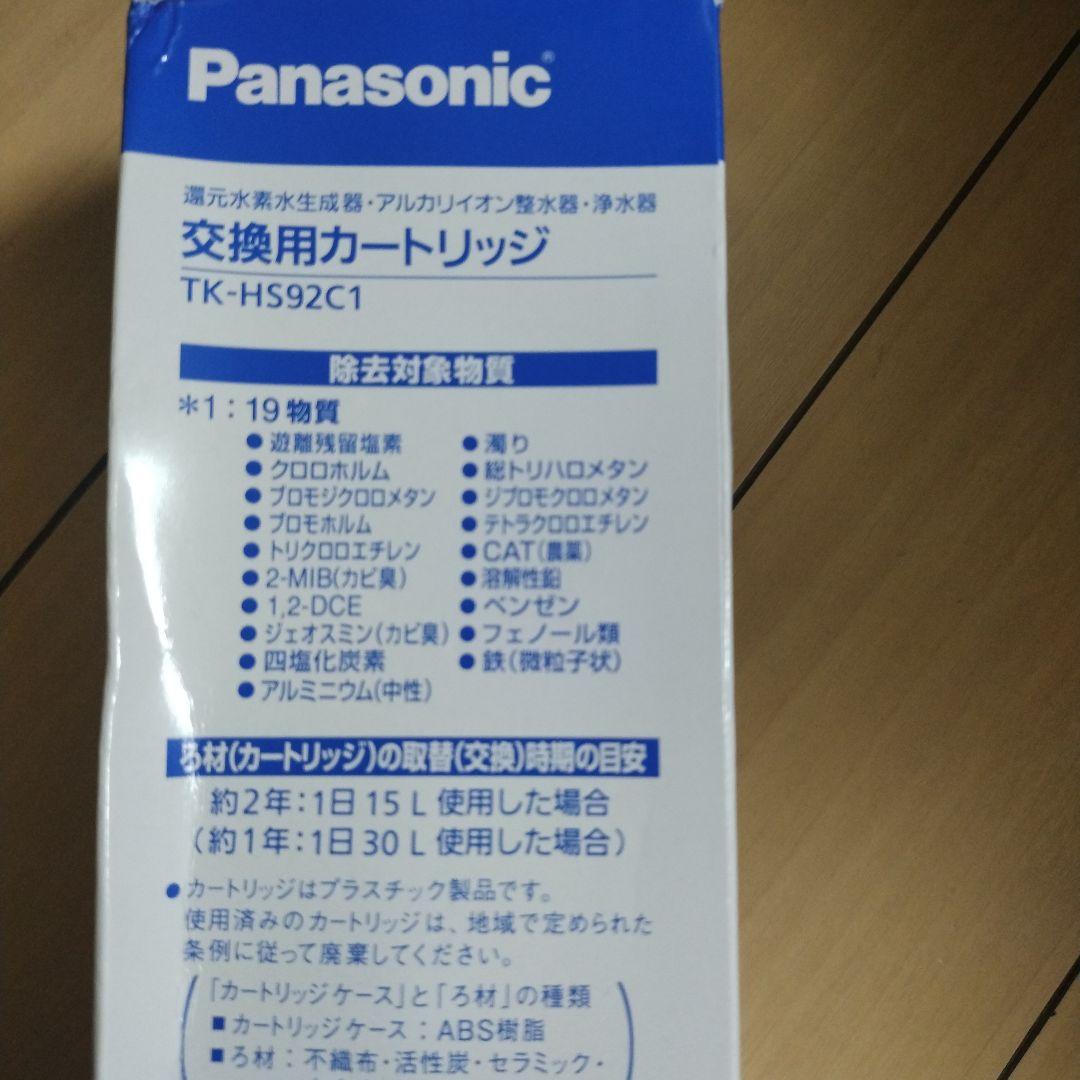 Panasonic®
還元水素水生成器・アルカリイオン整水器・浄水器
交換用カートリッジ
TK-HS92C1
除去対象物質
＊1：19物質
●遊離残留塩素 ●濁り
●クロロホルム ●総トリハロメタン
●ブロモジクロロメタン ●ジブロモクロロメタン
●ブロモホルム ●テトラクロロエチレン
●トリクロロエチレン ●CAT(農薬)
●2-MIB(カビ臭) ●溶解性鉛
●1,2-DCE ●ベンゼン
●ジェオスミン(カビ臭) ●フェノール類
●四塩化炭素 ●鉄(微粒子状)
●アルミニウム(中性)
ろ材(カートリッジ)の取替(交換)時期の目安
約2年：1日15L使用した場合
(約1年：1日30L使用した場合)
●カートリッジはプラスチック製品です。
使用済みのカートリッジは、地域で定められた
条例に従って廃棄してください。
「カートリッジケース」と「ろ材」の種類
■カートリッジケース：ABS樹脂
■ろ材：不織布・活性炭・セラミック・